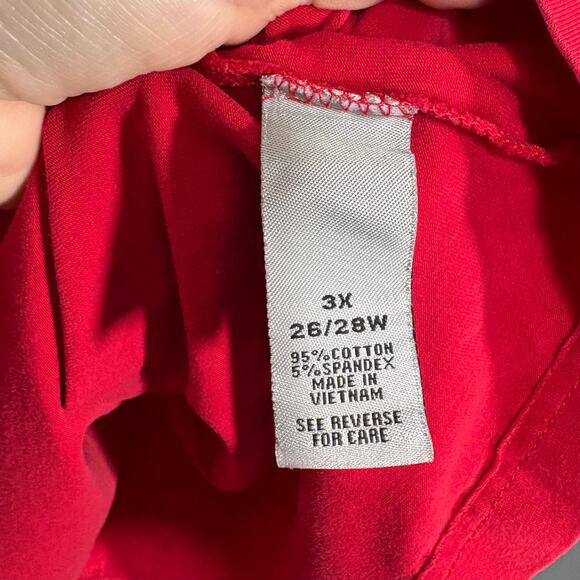 3X
26/28W
95%COTTON
5%SPANDEX
MADE IN
VIETNAM
SEE REVERSE
FOR CARE